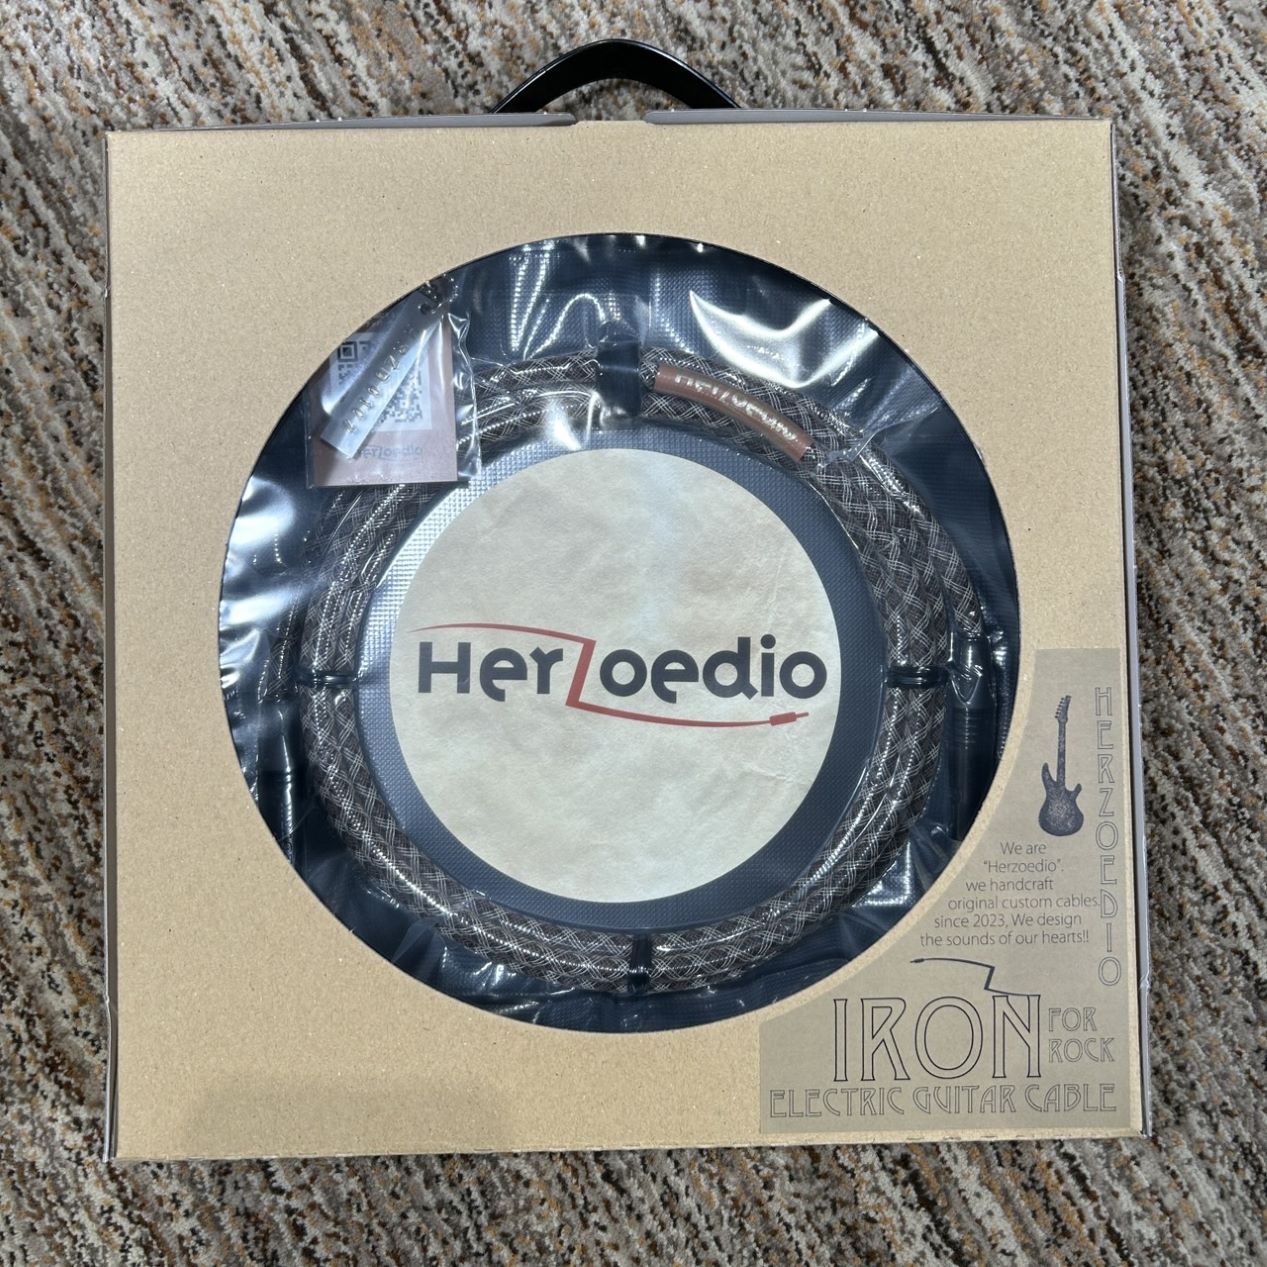 Herzoedio
Herzoedio
HERZOEDIO
We are
"Herzoedio".
we handcraft
original custom cables
since 2023, We design
the sounds of our hearts!!
IRON
FOR
ROCK
ELECTRIC GUITAR CABLE